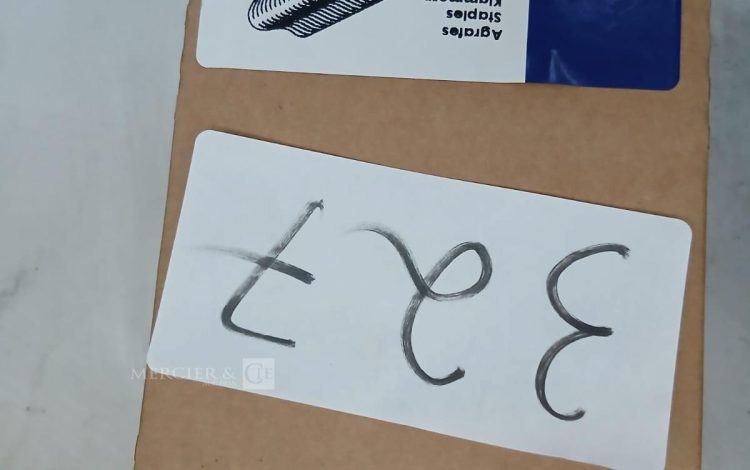 327
Agrafes
Staples
MERCIER & CIE